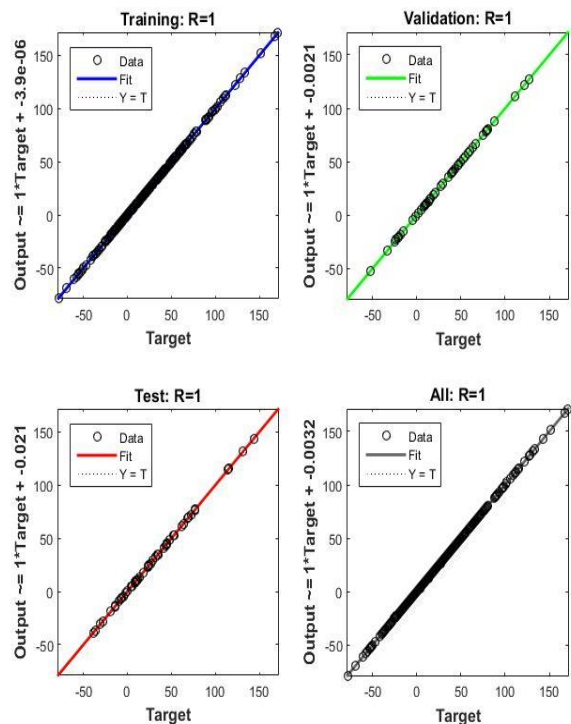 Training: R=1
Output ~= 1*Target + -3.9e-06
Data
Fit
Y = T
150
100
50
0
-50
-50 0 50 100 150
Target
Validation: R=1
Output ~= 1*Target + -0.0021
Data
Fit
Y = T
150
100
50
0
-50
-50 0 50 100 150
Target
Test: R=1
Output ~= 1*Target + -0.021
Data
Fit
Y = T
150
100
50
0
-50
-50 0 50 100 150
Target
All: R=1
Output ~= 1*Target + -0.0032
Data
Fit
Y = T
150
100
50
0
-50
-50 0 50 100 150
Target